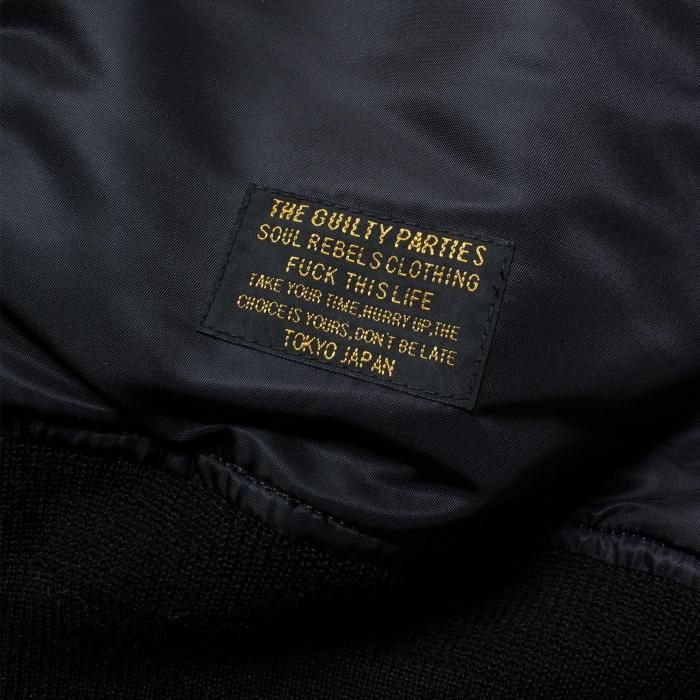 THE GUILTY PARTIES
SOUL REBELS CLOTHING
FUCK THIS LIFE
TAKE YOUR TIME, HURRY UP, THE
CHOICE IS YOURS, DON'T BE LATE
TOKYO JAPAN